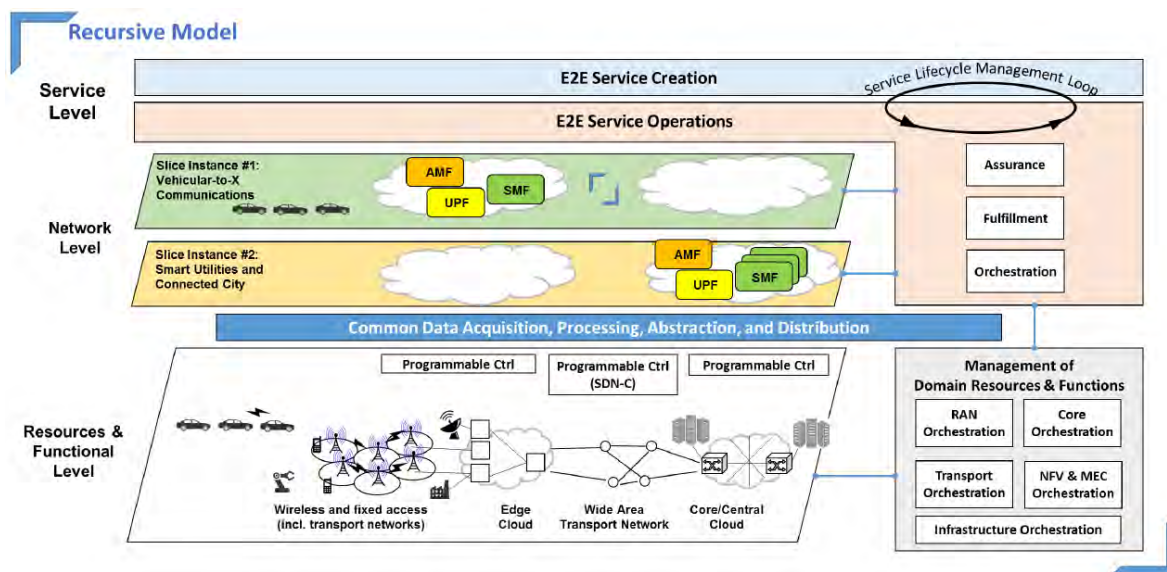 Recursive Model
Service
Level
E2E Service Creation
Service Lifecycle Management Loop
E2E Service Operations
Network
Level
Slice Instance #1:
Vehicular-to-X
Communications
AMF
UPF
SMF
Slice Instance #2:
Smart Utilities and
Connected City
AMF
UPF
SMF
Assurance
Fulfillment
Orchestration
Common Data Acquisition, Processing, Abstraction, and Distribution
Resources &
Functional
Level
Programmable Ctrl
Programmable Ctrl
(SDN-C)
Programmable Ctrl
Wireless and fixed access
(incl. transport networks)
Edge
Cloud
Wide Area
Transport Network
Core/Central
Cloud
Management of
Domain Resources & Functions
RAN
Orchestration
Core
Orchestration
Transport
Orchestration
NFV & MEC
Orchestration
Infrastructure Orchestration